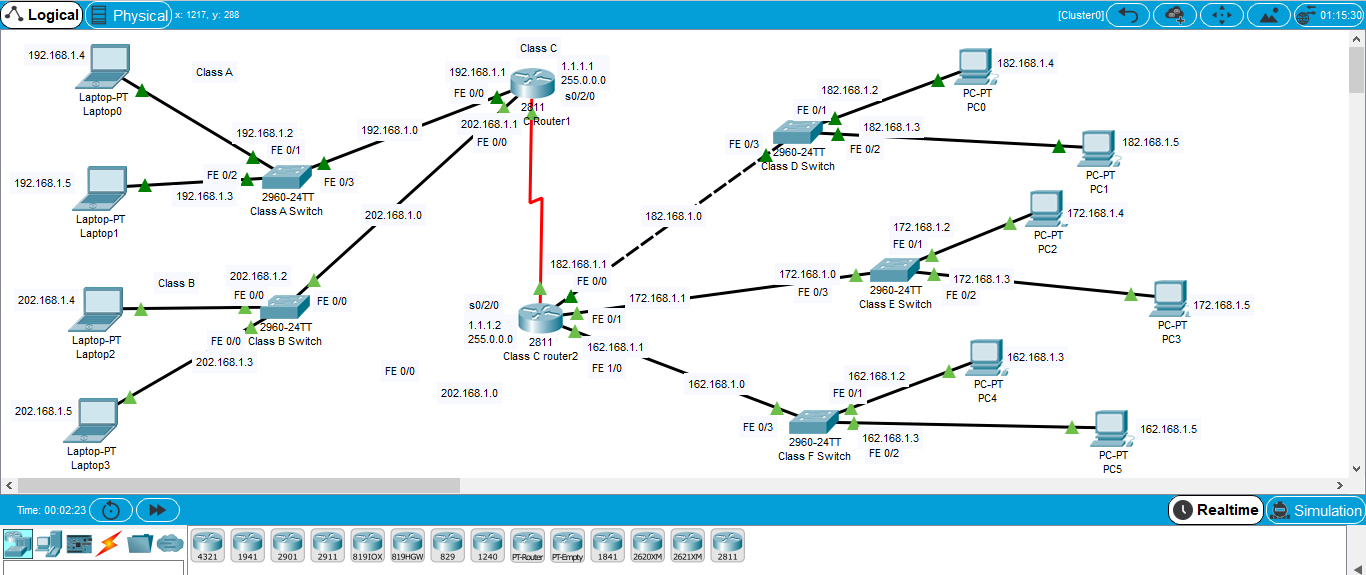 Logical
Physical
x: 1217, y: 288
[Cluster0]
01:15:30
Class C
192.168.1.4
Class A
Laptop-PT
Laptop0
192.168.1.1
FE 0/0
1.1.1.1
255.0.0.0
s0/2/0
2811
C Router1
202.168.1.1
FE 0/0
192.168.1.0
192.168.1.2
FE 0/1
192.168.1.5
FE 0/2
192.168.1.3
FE 0/3
2960-24TT
Class A Switch
Laptop-PT
Laptop1
202.168.1.0
Class B
202.168.1.2
FE 0/0
FE 0/0
202.168.1.4
2960-24TT
Class B Switch
FE 0/0
Laptop-PT
Laptop2
202.168.1.3
202.168.1.5
Laptop-PT
Laptop3
FE 0/0
202.168.1.0
182.168.1.4
PC-PT
PC0
182.168.1.2
FE 0/1
182.168.1.3
FE 0/2
FE 0/3
2960-24TT
Class D Switch
182.168.1.5
PC-PT
PC1
182.168.1.0
182.168.1.1
FE 0/0
s0/2/0
1.1.1.2
255.0.0.0
2811
Class C router2
172.168.1.1
FE 0/1
162.168.1.1
FE 1/0
172.168.1.4
PC-PT
PC2
172.168.1.2
FE 0/1
172.168.1.0
FE 0/3
172.168.1.3
FE 0/2
2960-24TT
Class E Switch
172.168.1.5
PC-PT
PC3
162.168.1.3
PC-PT
PC4
162.168.1.0
162.168.1.2
FE 0/1
FE 0/3
2960-24TT
Class F Switch
162.168.1.3
FE 0/2
162.168.1.5
PC-PT
PC5
Time: 00:02:23
Realtime
Simulation
4321
1941
2901
2911
819IOX
819HGW
829
1240
PT-Router
PT-Empty
1841
2620XM
2621XM
2811